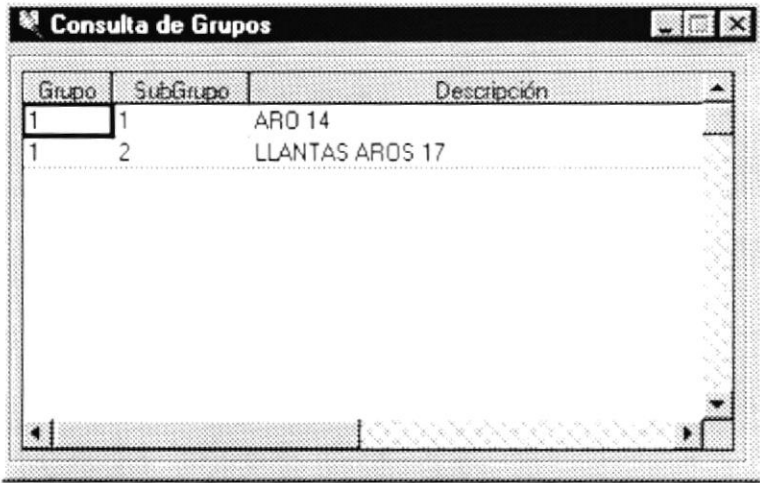 Consulta de Grupos
Grupo SubGrupo Descripción
1 1 ARO 14
1 2 LLANTAS AROS 17